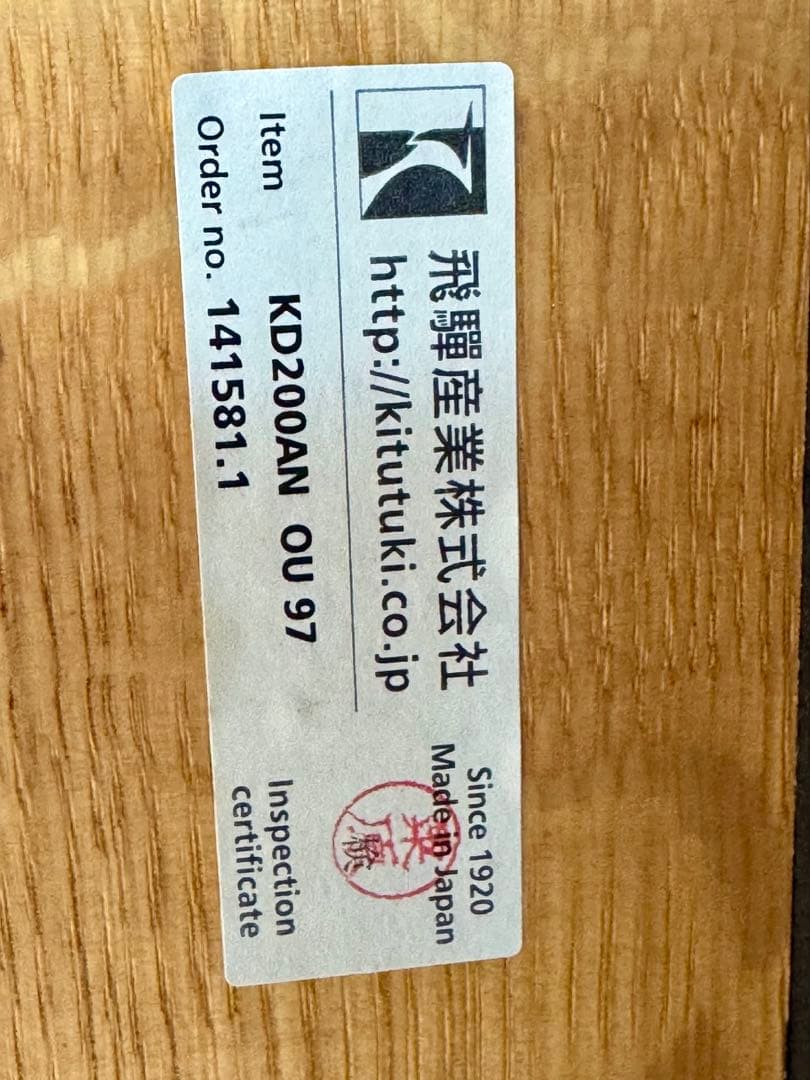 飛驒産業株式会社
http://kitutuki.co.jp
Since 1920
Made in Japan
Item KD200AN OU 97
Order no. 141581.1
Inspection
certificate